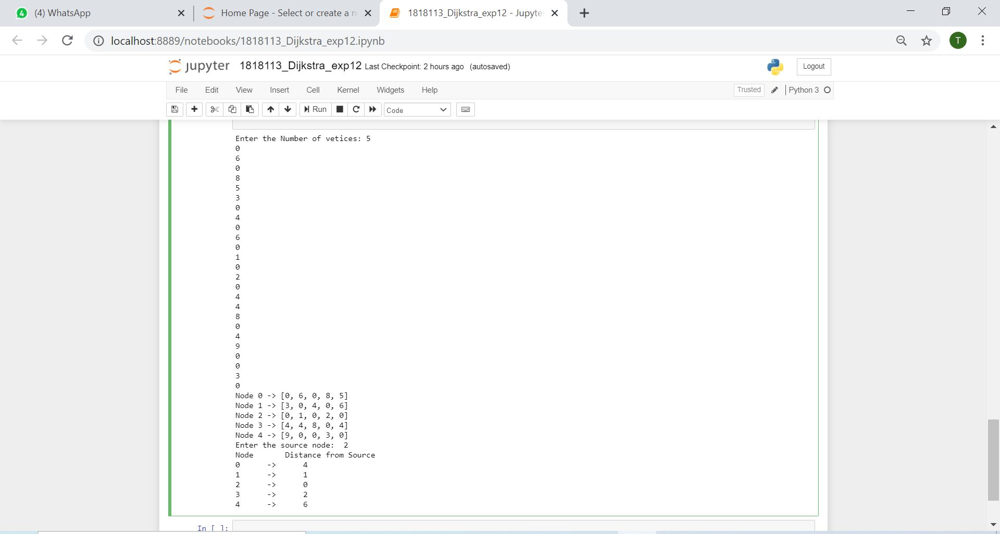 4 (4) WhatsApp
Home Page - Select or create a n
1818113_Dijkstra_exp12 - Jupyte
localhost:8889/notebooks/1818113_Dijkstra_exp12.ipynb
T
jupyter 1818113_Dijkstra_exp12 Last Checkpoint: 2 hours ago (autosaved)
Logout
File Edit View Insert Cell Kernel Widgets Help
Trusted Python 3
Run Code
Enter the Number of vetices: 5
0
6
0
8
5
3
0
4
0
6
0
1
0
2
0
4
4
8
0
4
9
0
0
3
0
Node 0 -> [0, 6, 0, 8, 5]
Node 1 -> [3, 0, 4, 0, 6]
Node 2 -> [0, 1, 0, 2, 0]
Node 3 -> [4, 4, 8, 0, 4]
Node 4 -> [9, 0, 0, 3, 0]
Enter the source node:  2
Node Distance from Source
0 -> 4
1 -> 1
2 -> 0
3 -> 2
4 -> 6
In [ ]: